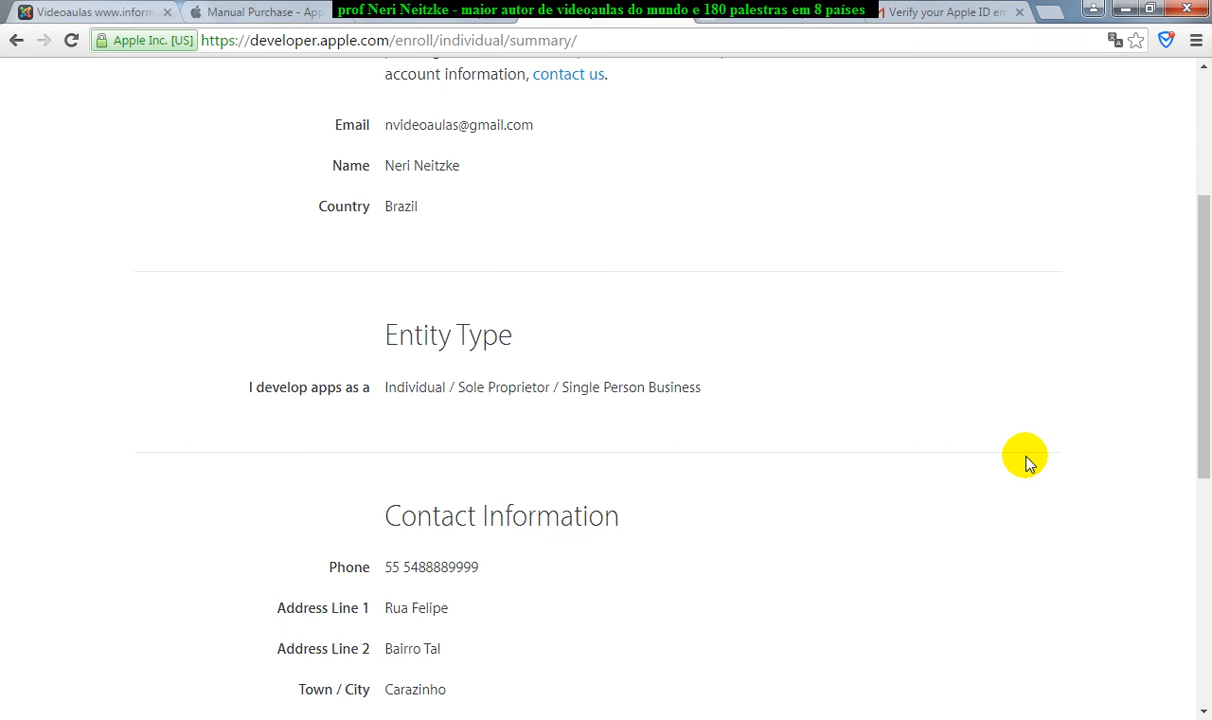 Videoaulas www.inform
Manual Purchase - App
prof Neri Neitzke - maior autor de videoaulas do mundo e 180 palestras em 8 países
Verify your Apple ID em
Apple Inc. [US] https://developer.apple.com/enroll/individual/summary/
account information, contact us.
Email nvideoaulas@gmail.com
Name Neri Neitzke
Country Brazil
Entity Type
I develop apps as a Individual / Sole Proprietor / Single Person Business
Contact Information
Phone 55 5488889999
Address Line 1 Rua Felipe
Address Line 2 Bairro Tal
Town / City Carazinho